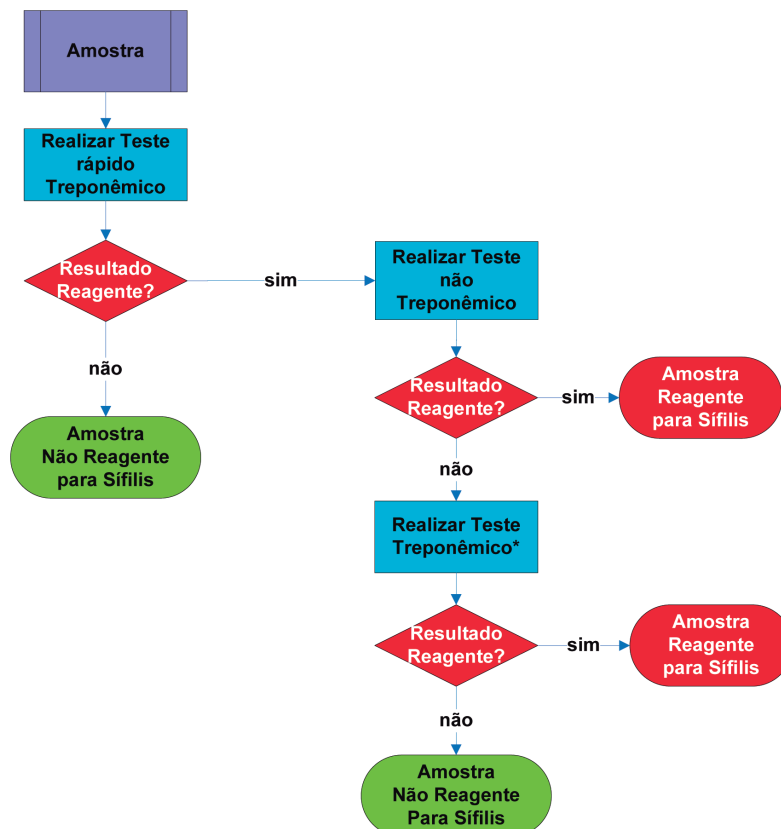 Amostra
Realizar Teste
rápido
Treponêmico
Resultado
Reagente?
sim
não
Amostra
Não Reagente
para Sífilis
Realizar Teste
não
Treponêmico
Resultado
Reagente?
sim
Amostra
Reagente
para Sífilis
não
Realizar Teste
Treponêmico*
Resultado
Reagente?
sim
Amostra
Reagente
para Sífilis
não
Amostra
Não Reagente
Para Sífilis